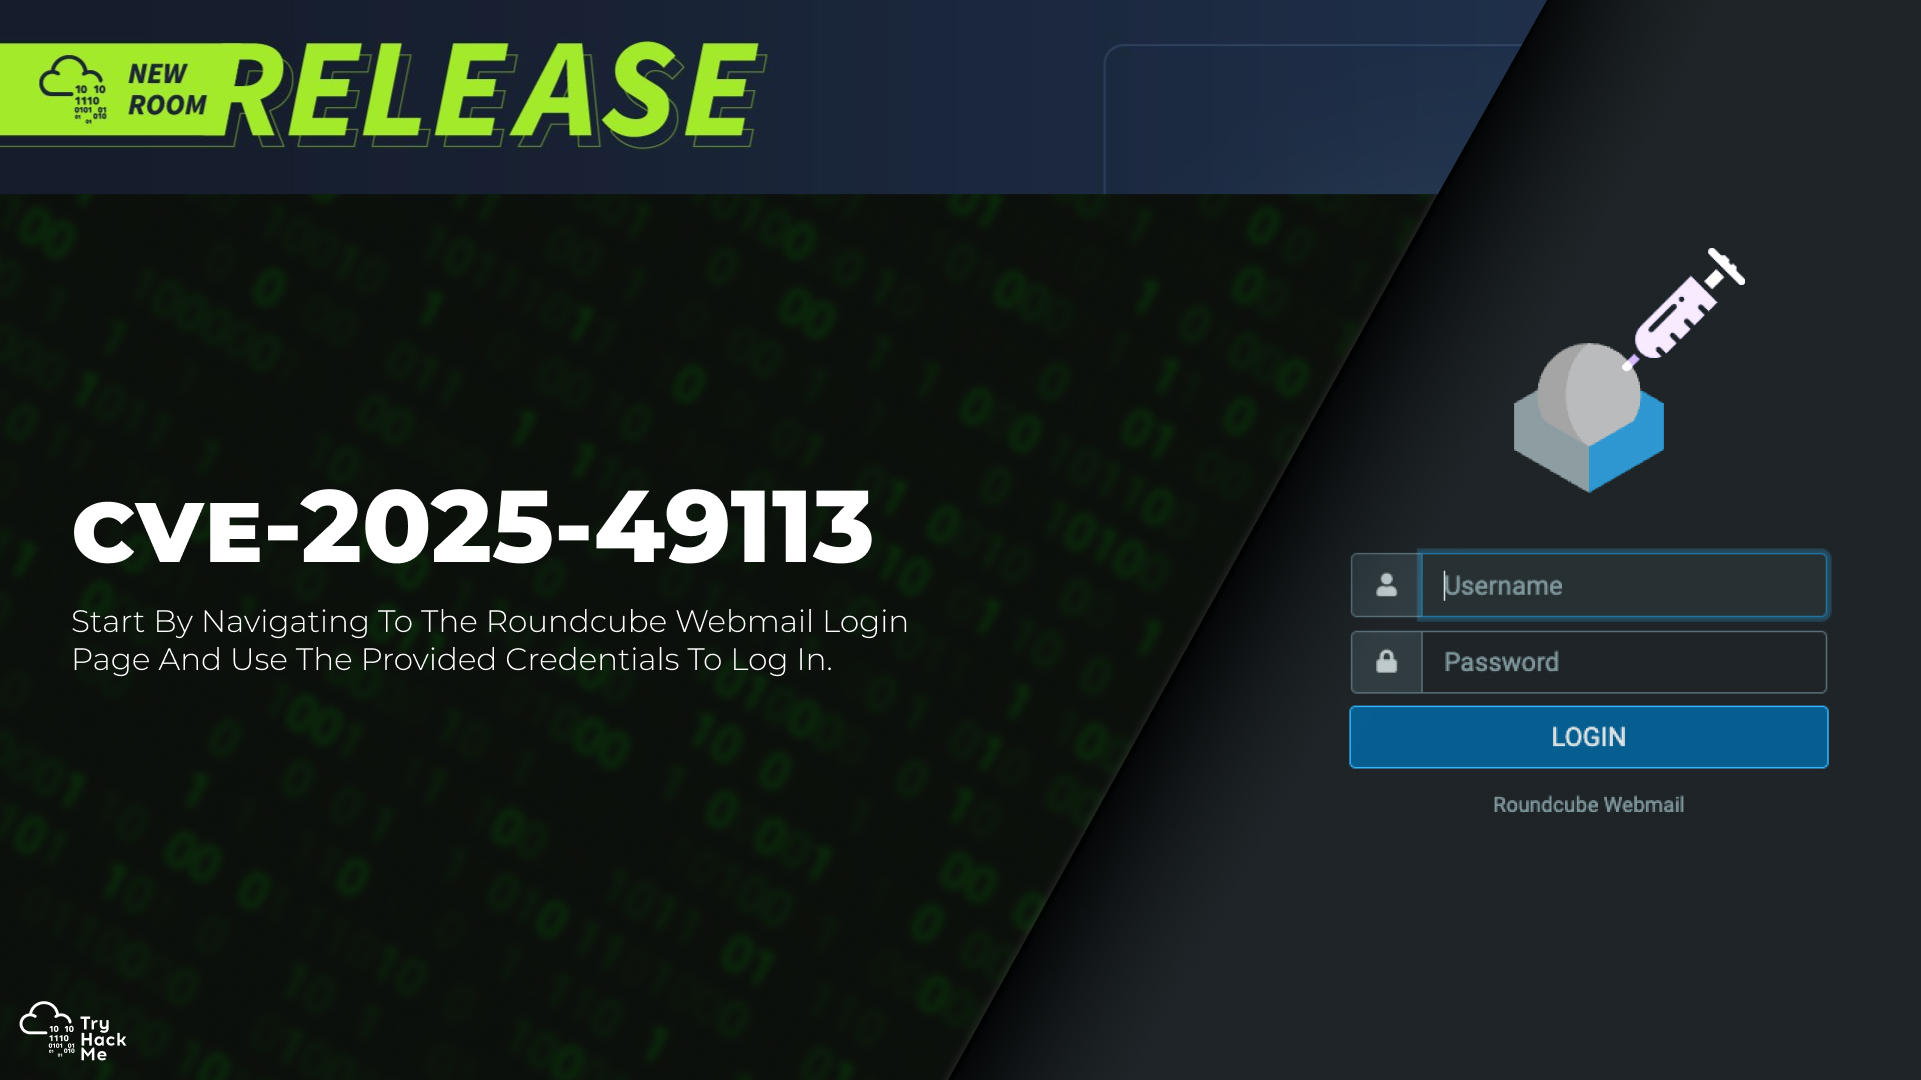 NEW
ROOM
RELEASE
CVE-2025-49113
Start By Navigating To The Roundcube Webmail Login
Page And Use The Provided Credentials To Log In.
Username
Password
LOGIN
Roundcube Webmail
Try
Hack
Me